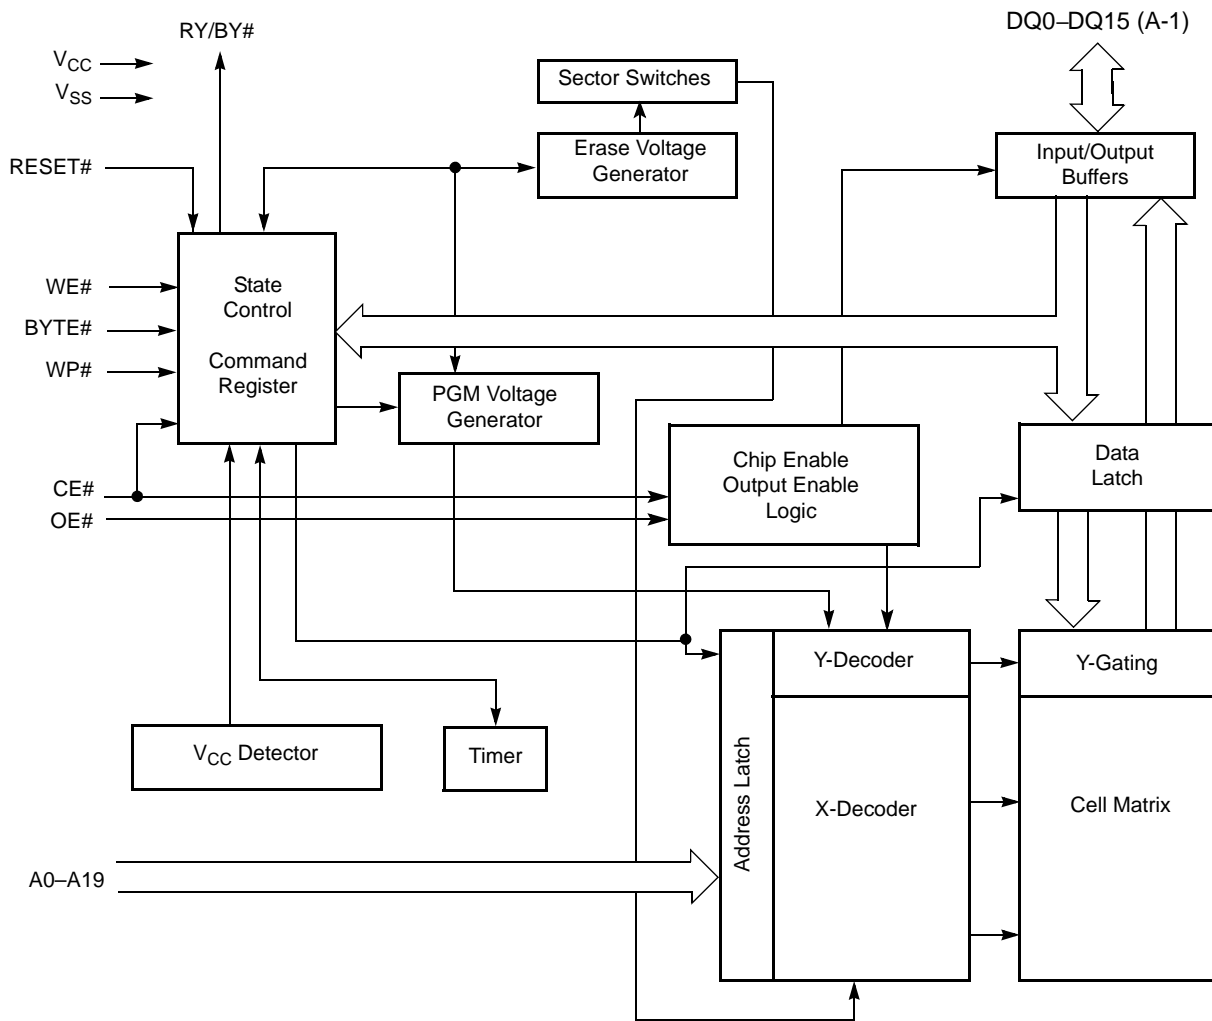 RY/BY#
DQ0–DQ15 (A-1)
VCC
VSS
Sector Switches
RESET#
Erase Voltage
Generator
Input/Output
Buffers
WE#
BYTE#
WP#
State
Control
Command
Register
PGM Voltage
Generator
CE#
OE#
Chip Enable
Output Enable
Logic
Data
Latch
Y-Decoder
Y-Gating
VCC Detector
Timer
Address Latch
X-Decoder
Cell Matrix
A0–A19